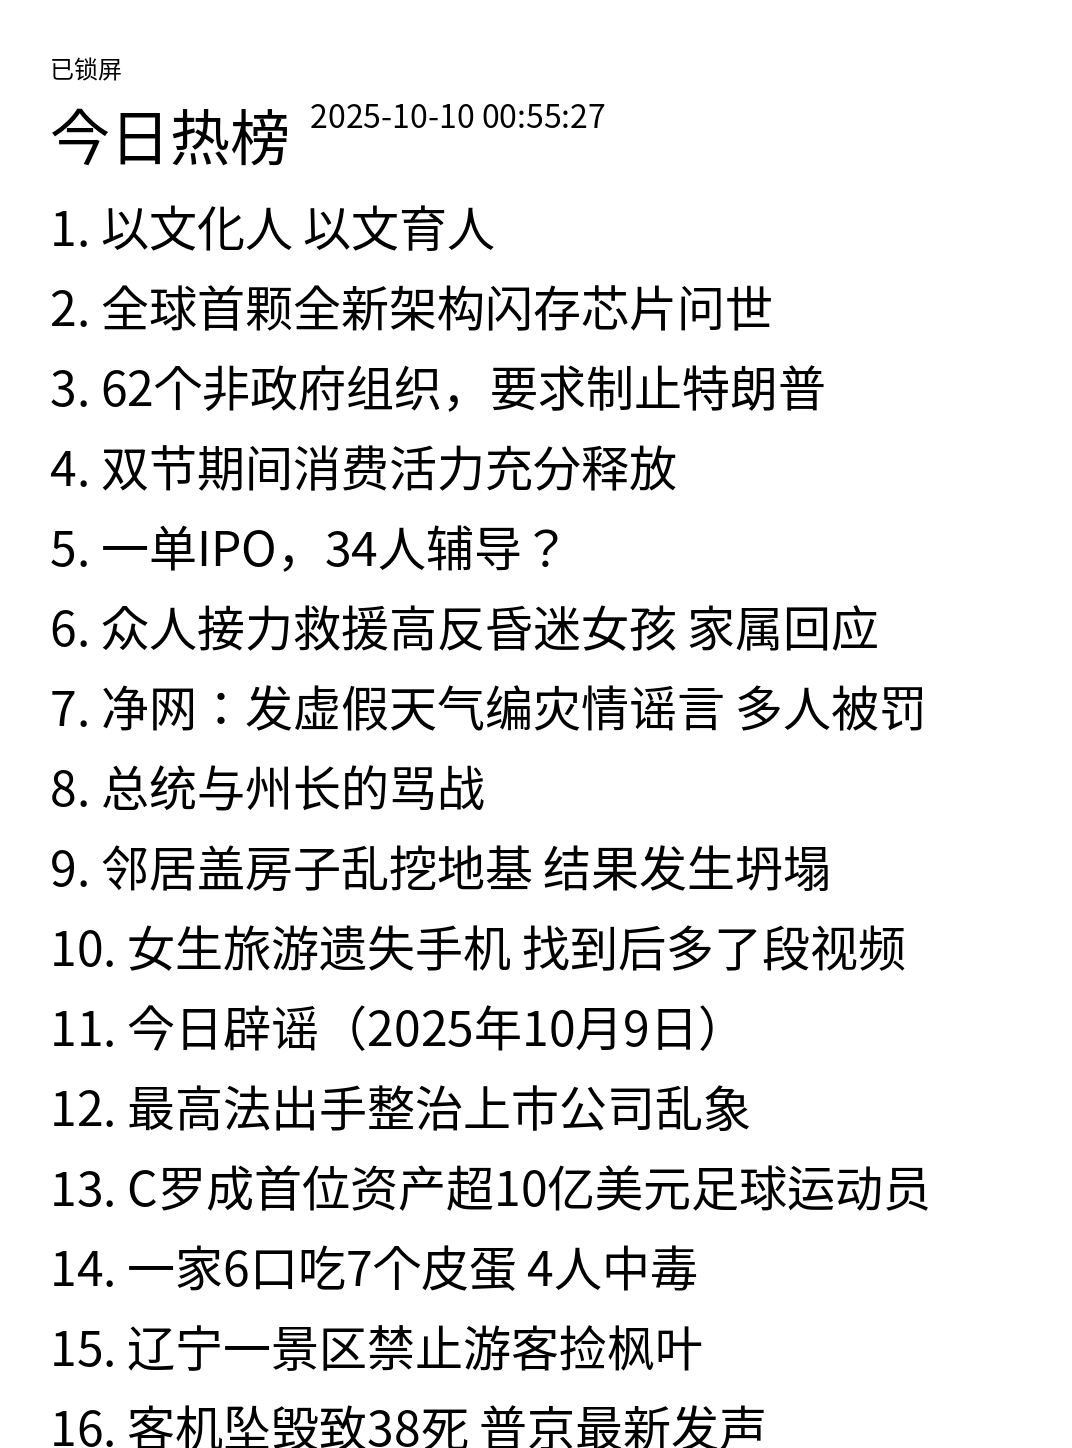 已锁屏
今日热榜 2025-10-10 00:55:27
1. 以文化人 以文育人
2. 全球首颗全新架构闪存芯片问世
3. 62个非政府组织，要求制止特朗普
4. 双节期间消费活力充分释放
5. 一单IPO，34人辅导？
6. 众人接力救援高反昏迷女孩 家属回应
7. 净网：发虚假天气编灾情谣言 多人被罚
8. 总统与州长的骂战
9. 邻居盖房子乱挖地基 结果发生坍塌
10. 女生旅游遗失手机 找到后多了段视频
11. 今日辟谣（2025年10月9日）
12. 最高法出手整治上市公司乱象
13. C罗成首位资产超10亿美元足球运动员
14. 一家6口吃7个皮蛋 4人中毒
15. 辽宁一景区禁止游客捡枫叶
16. 客机坠毁致38死 普京最新发声